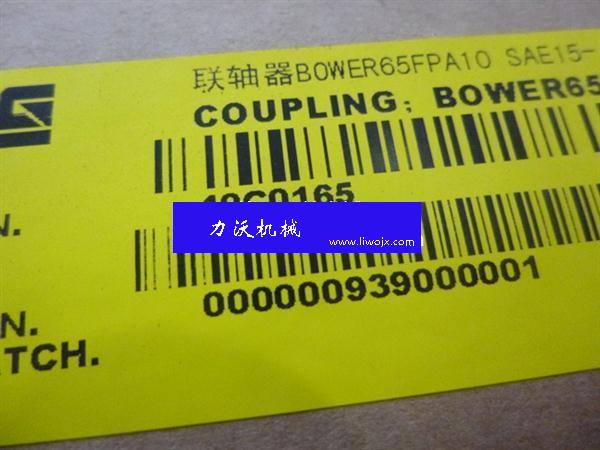 联轴器BOWER65FPA10 SAE15-
COUPLING; BOWER65
N.
力沃机械
www.liwojx.com
N.
000000939000001
TCH.